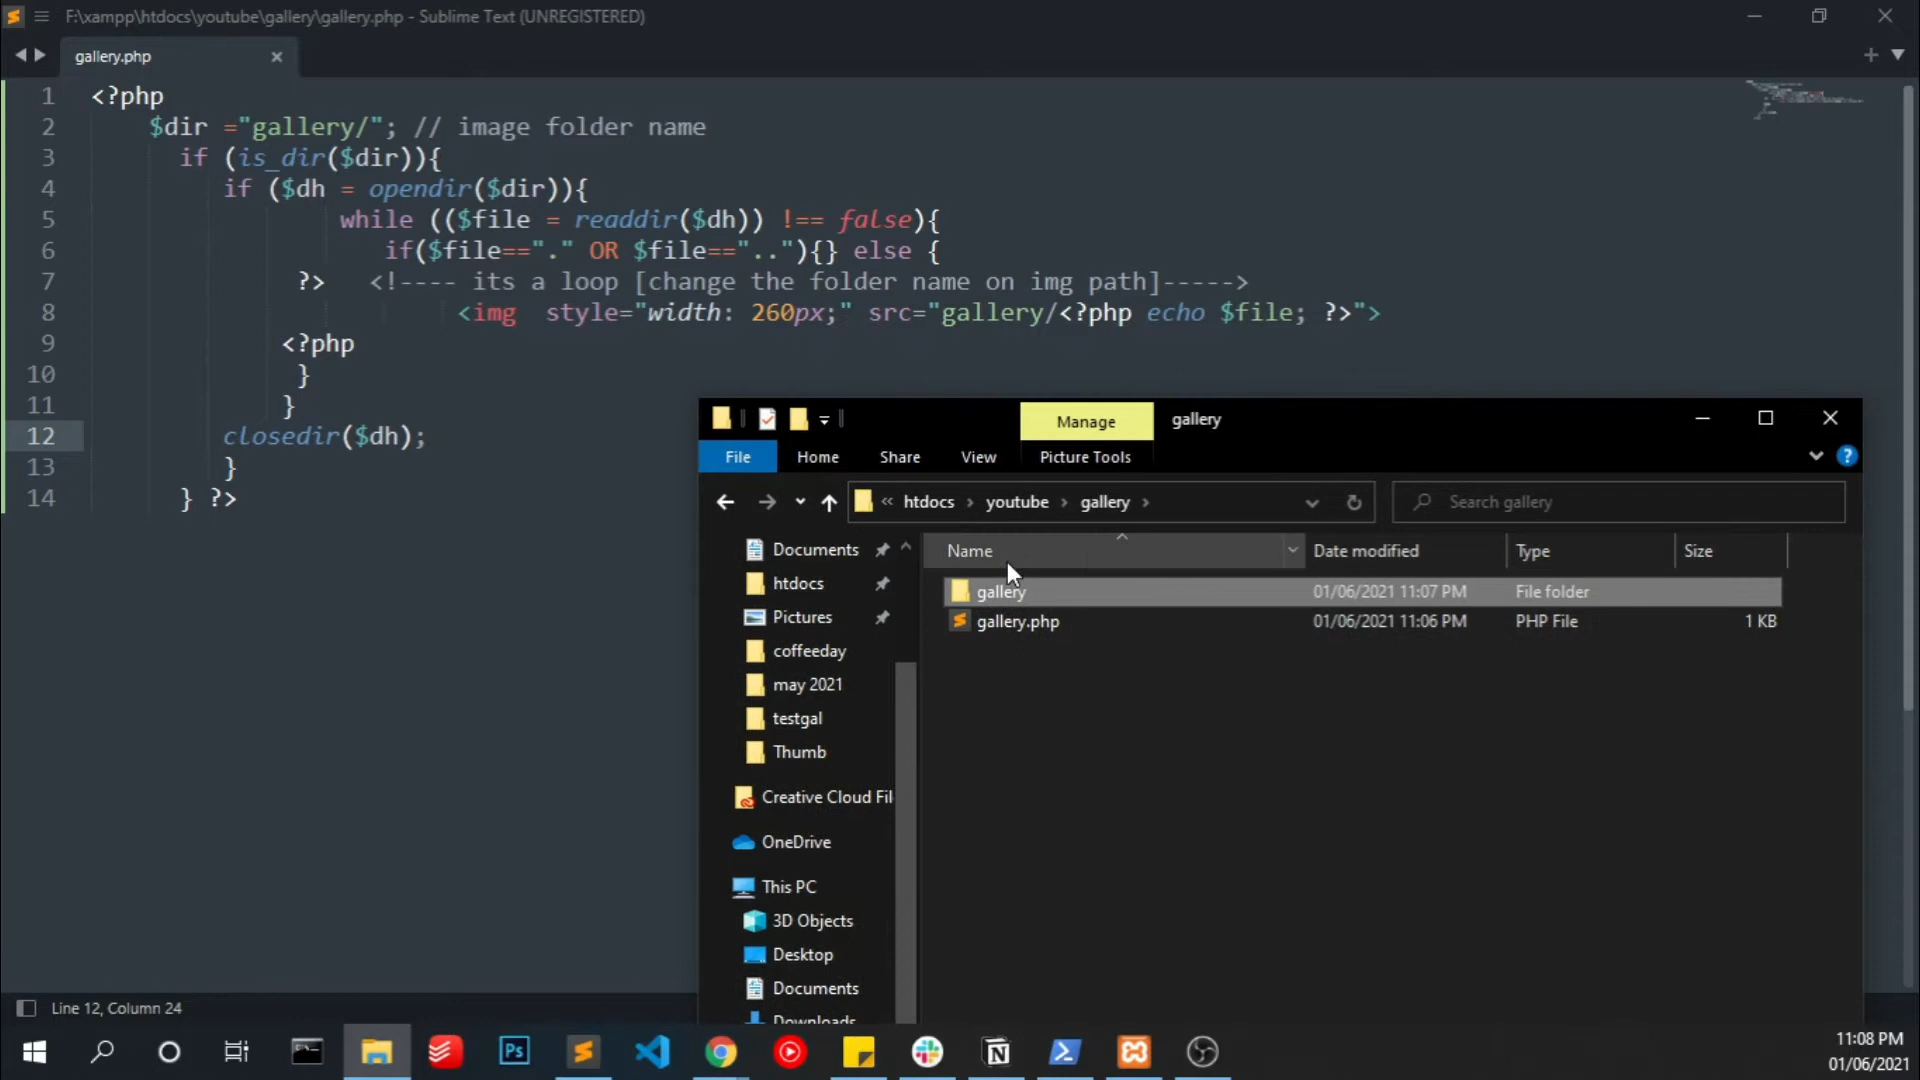 F:\xampp\htdocs\youtube\gallery\gallery.php - Sublime Text (UNREGISTERED)
gallery.php
1 <?php
2 $dir ="gallery/"; // image folder name
3 if (is_dir($dir)){
4 if ($dh = opendir($dir)){
5 while (($file = readdir($dh)) !== false){
6 if($file=="." OR $file==".."){} else {
7 ?> <!---- its a loop [change the folder name on img path]----->
8 <img style="width: 260px;" src="gallery/<?php echo $file; ?>">
9 <?php
10 }
11 }
12 closedir($dh);
13 }
14 } ?>
Manage gallery
File Home Share View Picture Tools
« htdocs › youtube › gallery › Search gallery
Name Date modified Type Size
gallery 01/06/2021 11:07 PM File folder
gallery.php 01/06/2021 11:06 PM PHP File 1 KB
Documents
htdocs
Pictures
coffeeday
may 2021
testgal
Thumb
Creative Cloud Fil
OneDrive
This PC
3D Objects
Desktop
Documents
Downloads
Line 12, Column 24
Ps
11:08 PM
01/06/2021